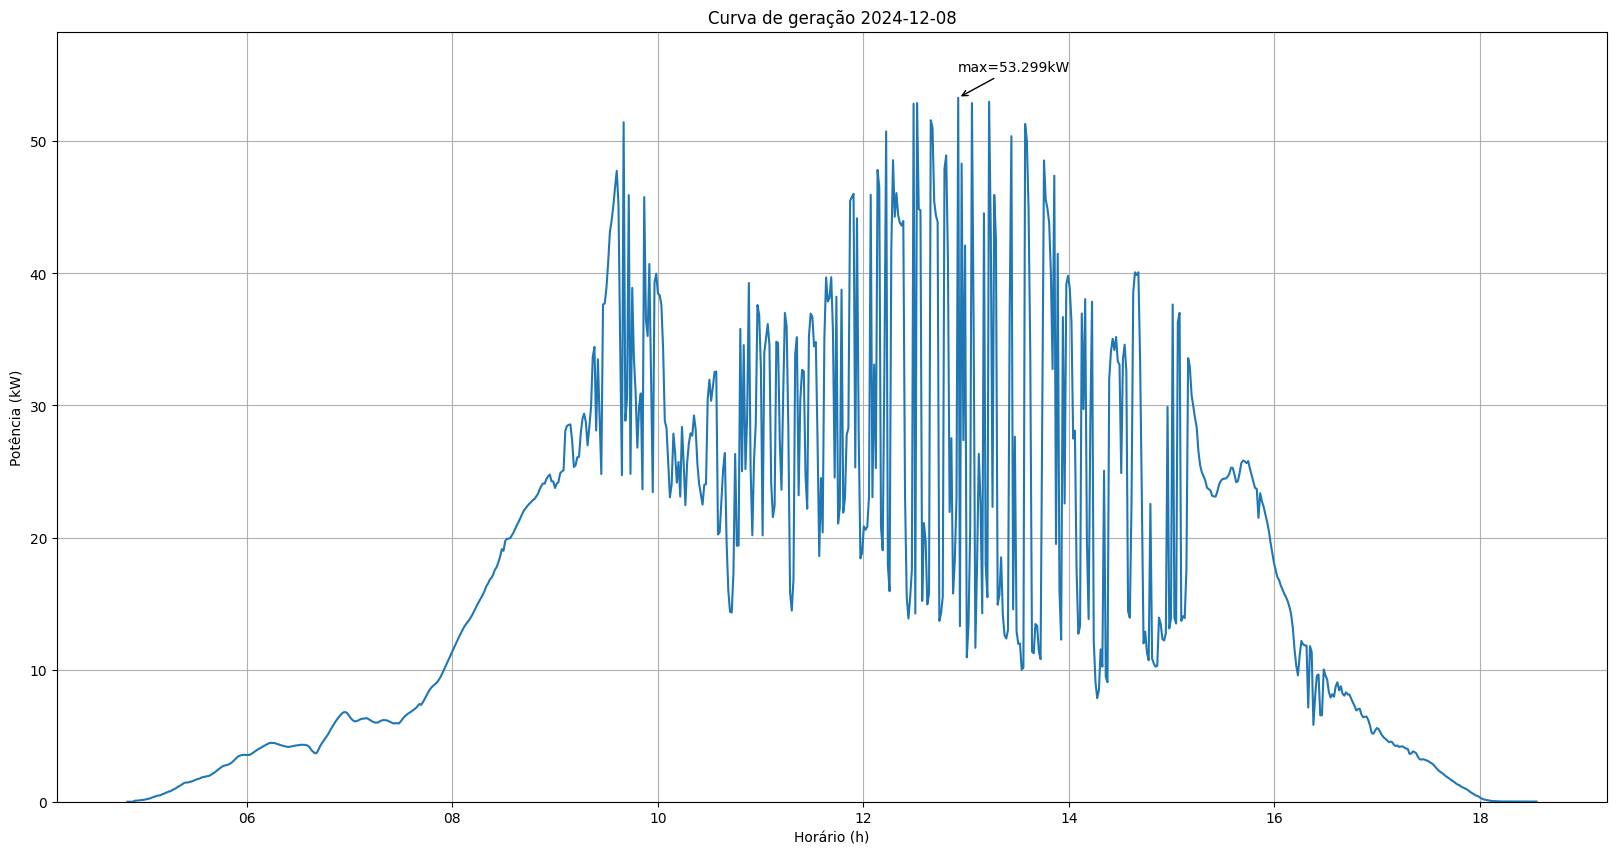 Curva de geração 2024-12-08
max=53.299kW
Potência (kW)
50
40
30
20
10
0
06 08 10 12 14 16 18
Horário (h)